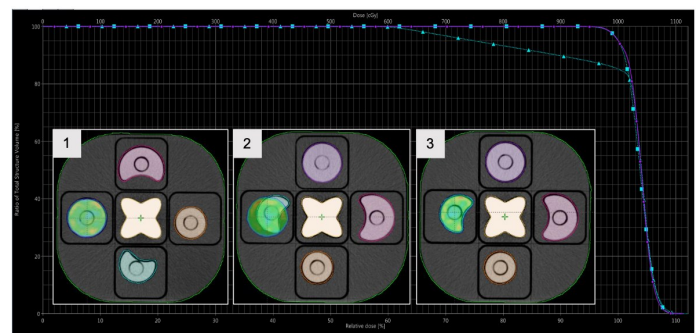 Dose [cGy]
0 100 200 300 400 500 600 700 800 900 1000 1100
100
80
60
40
20
0
Ratio of Total Structure Volume [%]
1
2
3
0 10 20 30 40 50 60 70 80 90 100 110
Relative dose [%]